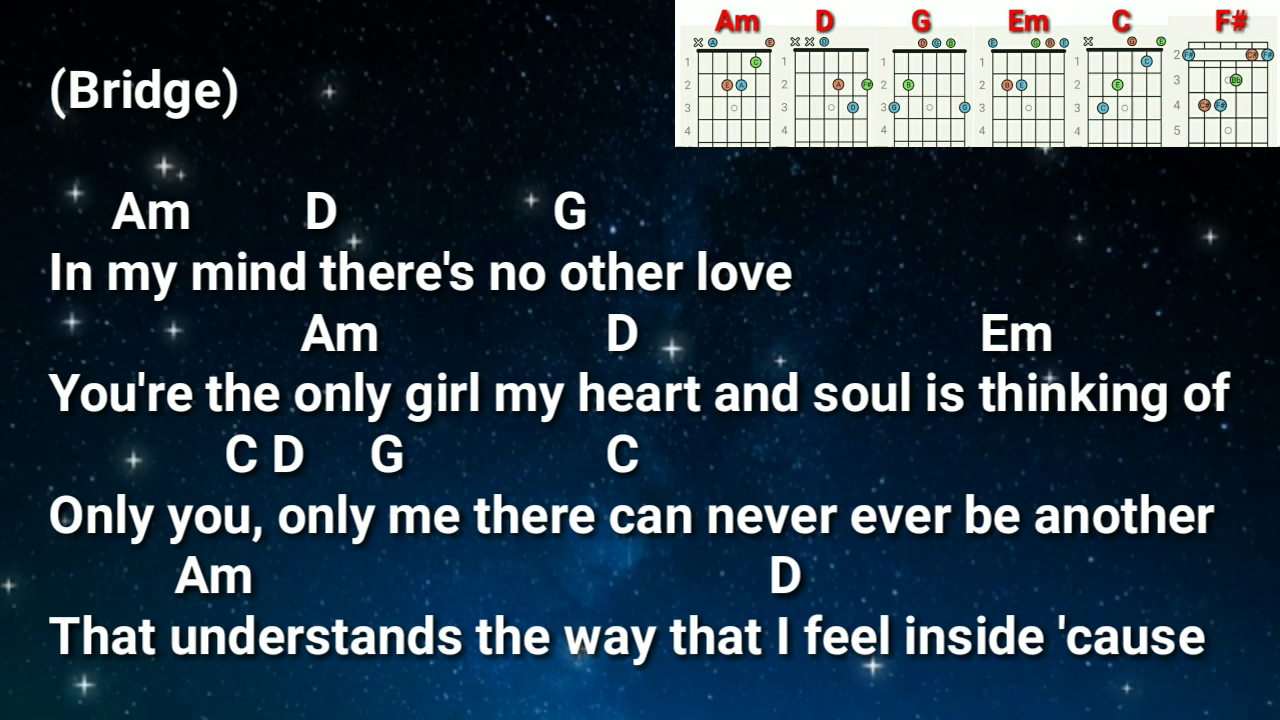 Am D G Em C F#
(Bridge)
Am D G
In my mind there's no other love
Am D Em
You're the only girl my heart and soul is thinking of
C D G C
Only you, only me there can never ever be another
Am D
That understands the way that I feel inside 'cause